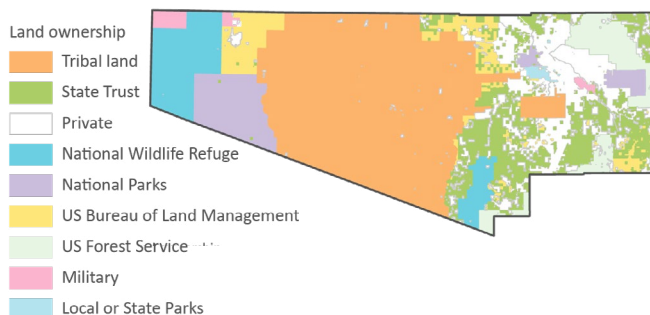 Land ownership
Tribal land
State Trust
Private
National Wildlife Refuge
National Parks
US Bureau of Land Management
US Forest Service
Military
Local or State Parks